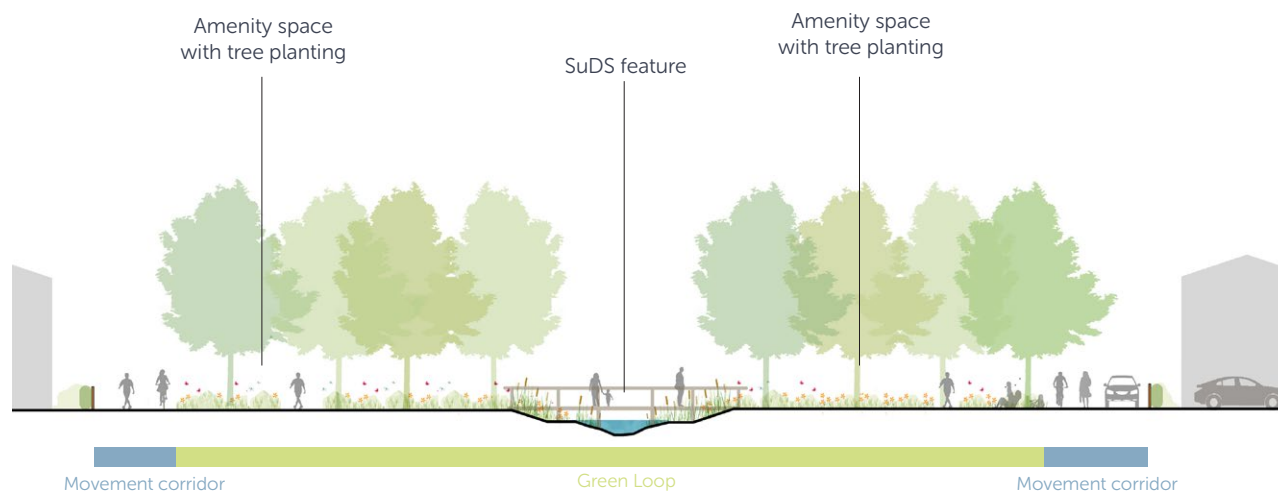 Amenity space
with tree planting
SuDS feature
Amenity space
with tree planting
Movement corridor
Green Loop
Movement corridor